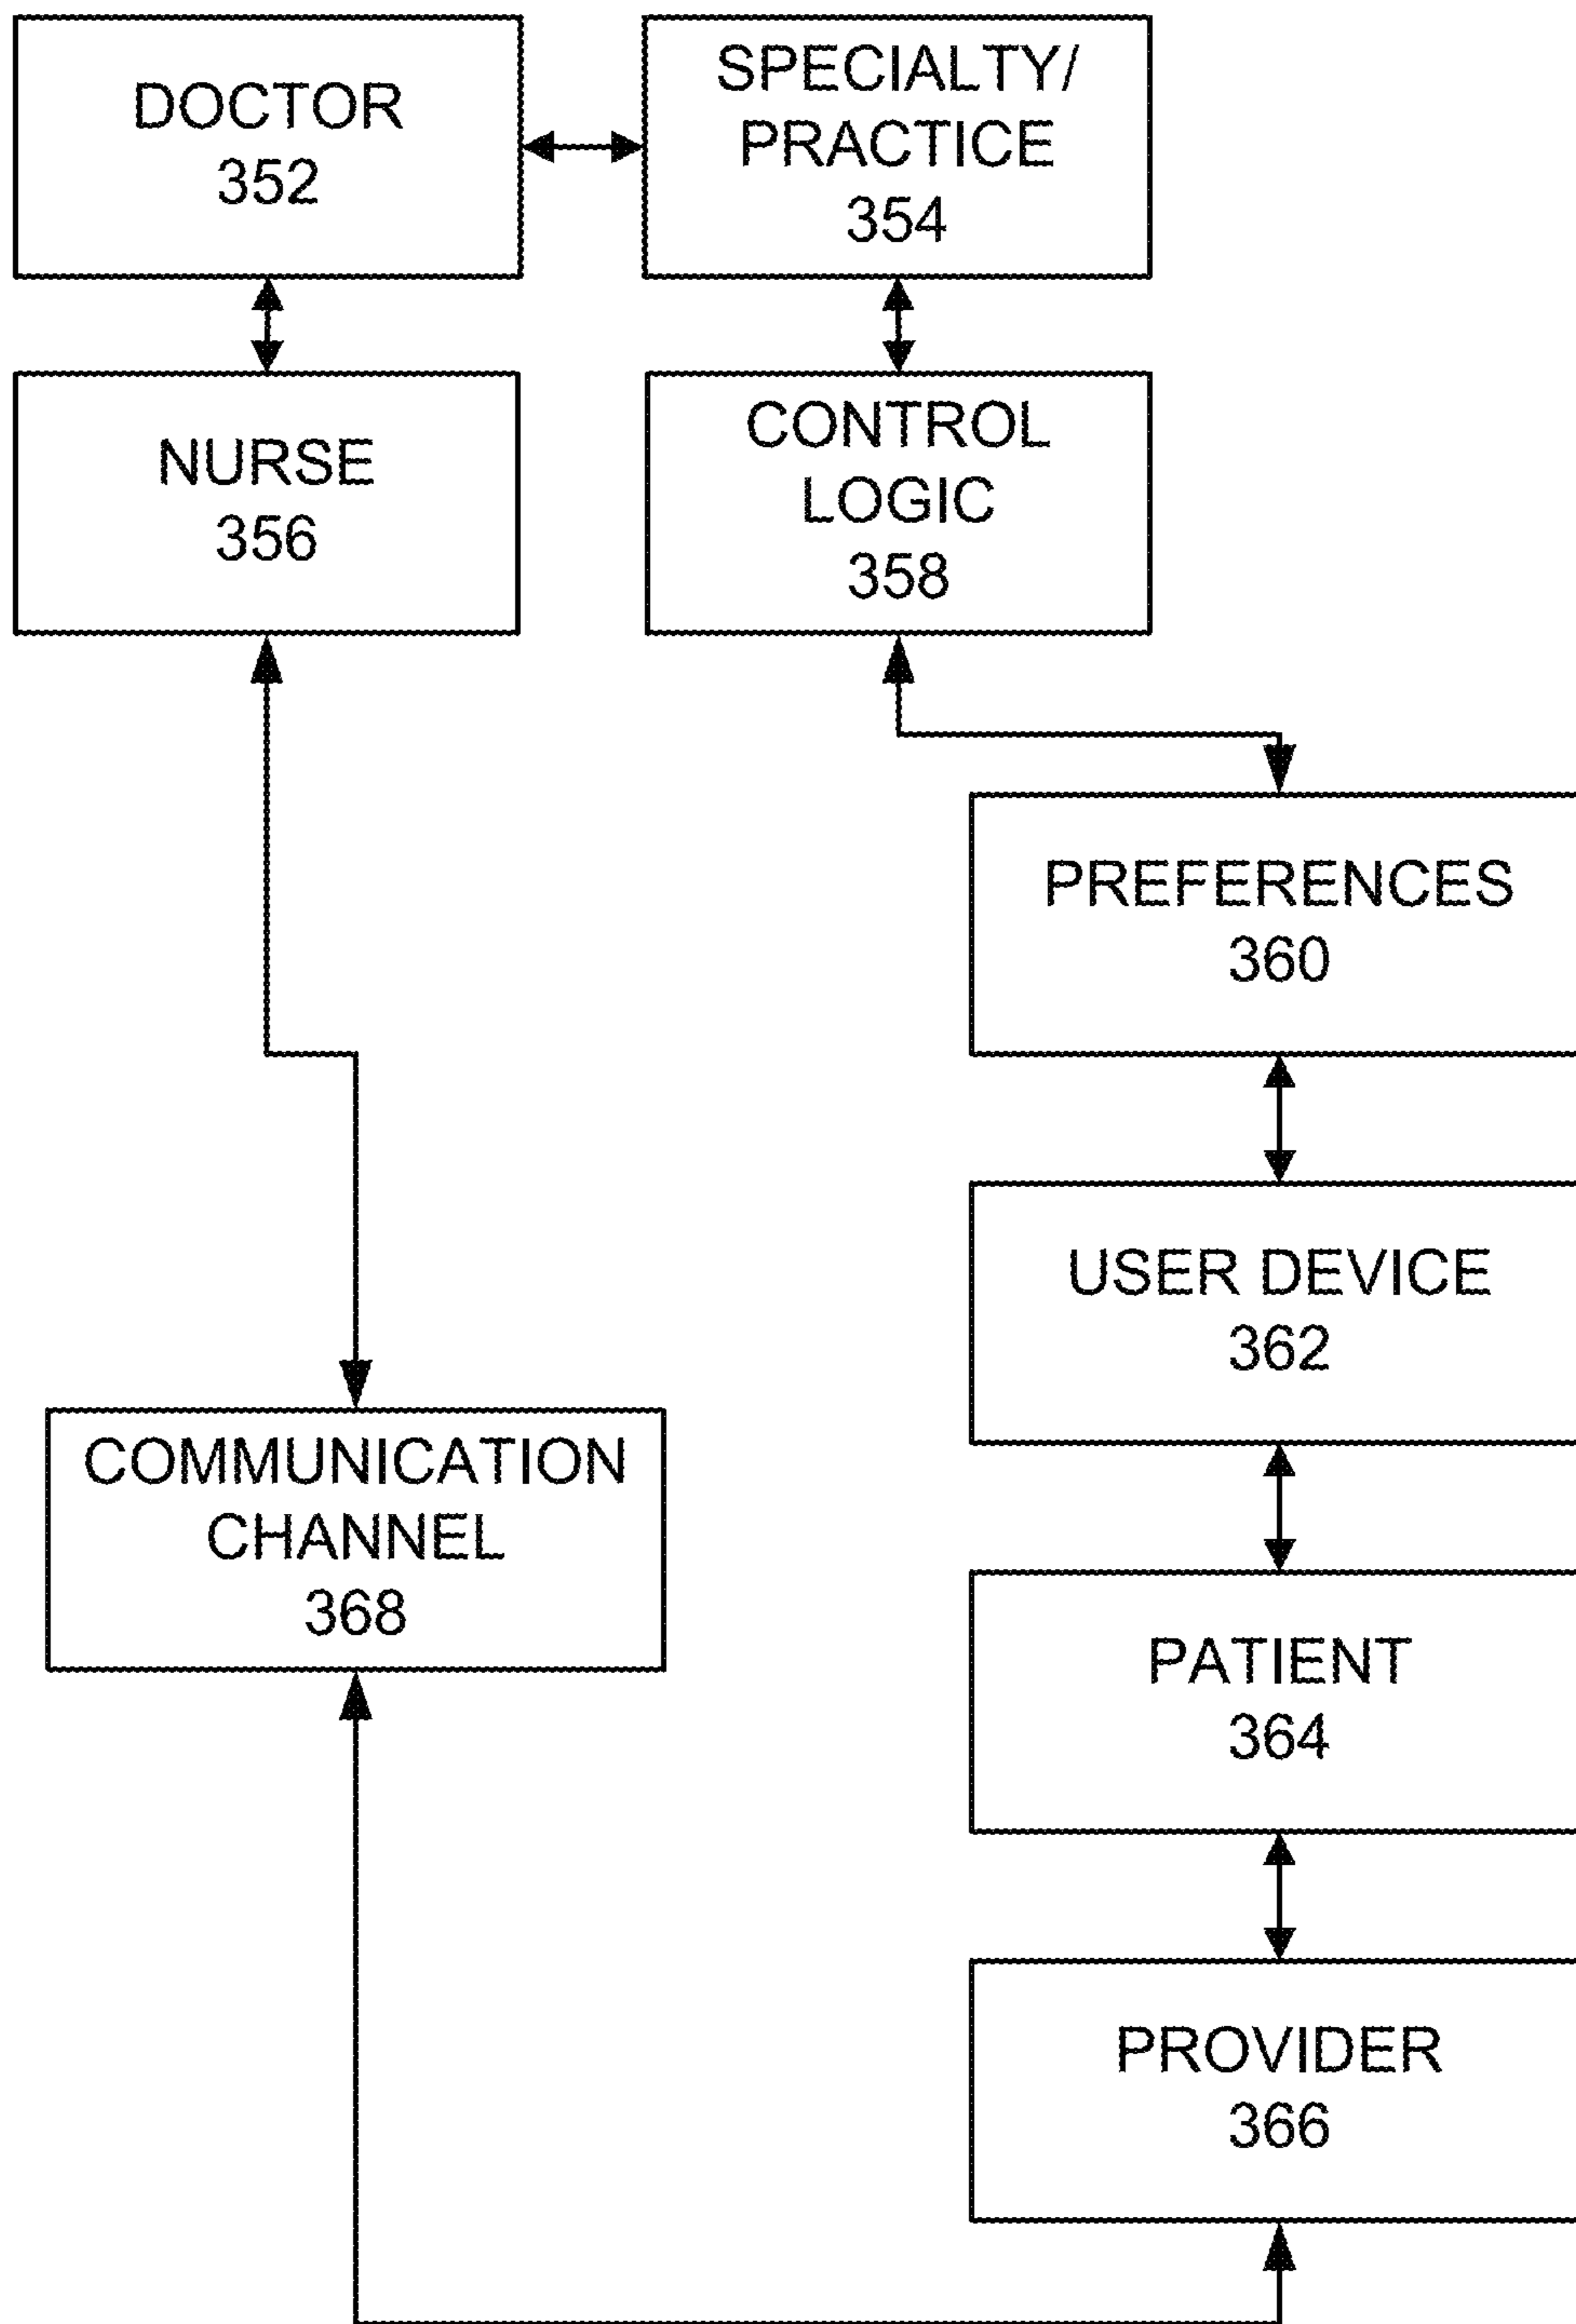 DOCTOR
352
SPECIALTY/
PRACTICE
354
NURSE
356
CONTROL
LOGIC
358
PREFERENCES
360
USER DEVICE
362
COMMUNICATION
CHANNEL
368
PATIENT
364
PROVIDER
366